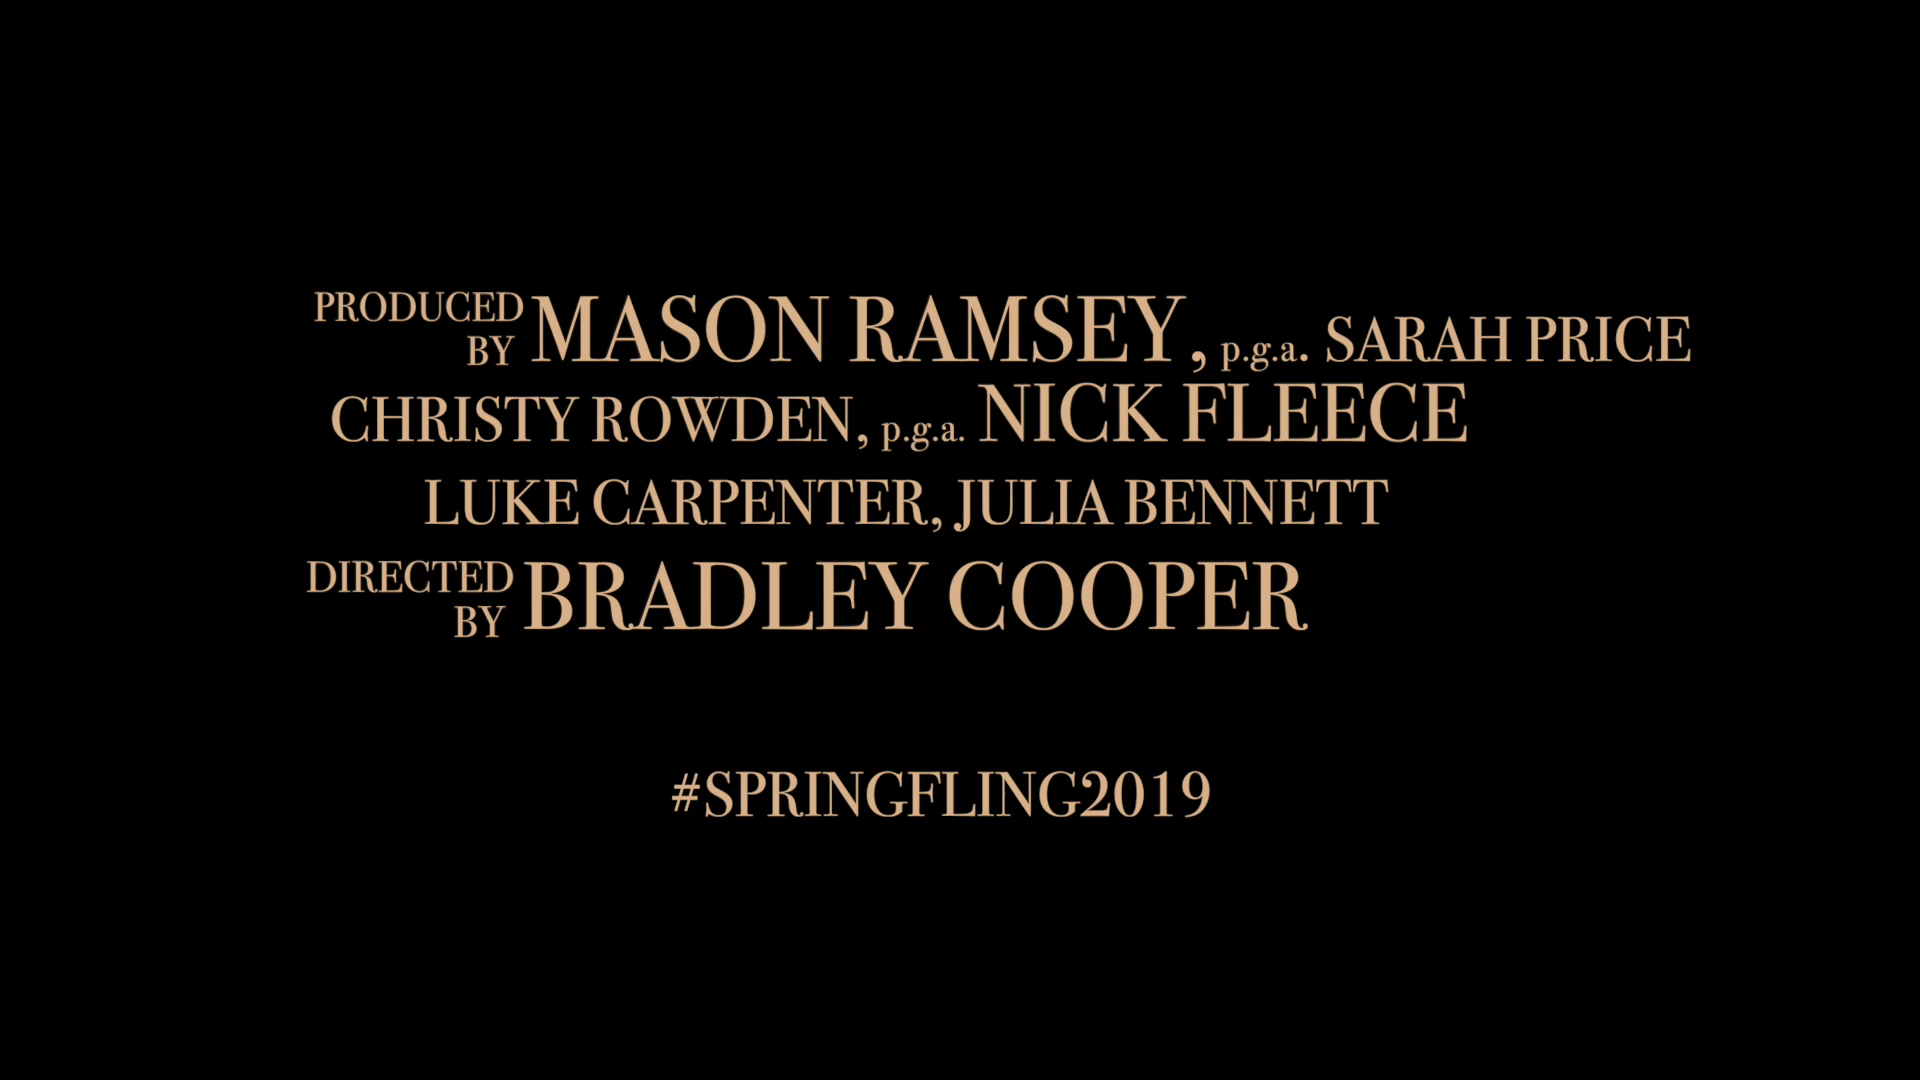 PRODUCED BY MASON RAMSEY, p.g.a. SARAH PRICE
CHRISTY ROWDEN, p.g.a. NICK FLEECE
LUKE CARPENTER, JULIA BENNETT
DIRECTED BY BRADLEY COOPER
#SPRINGFLING2019